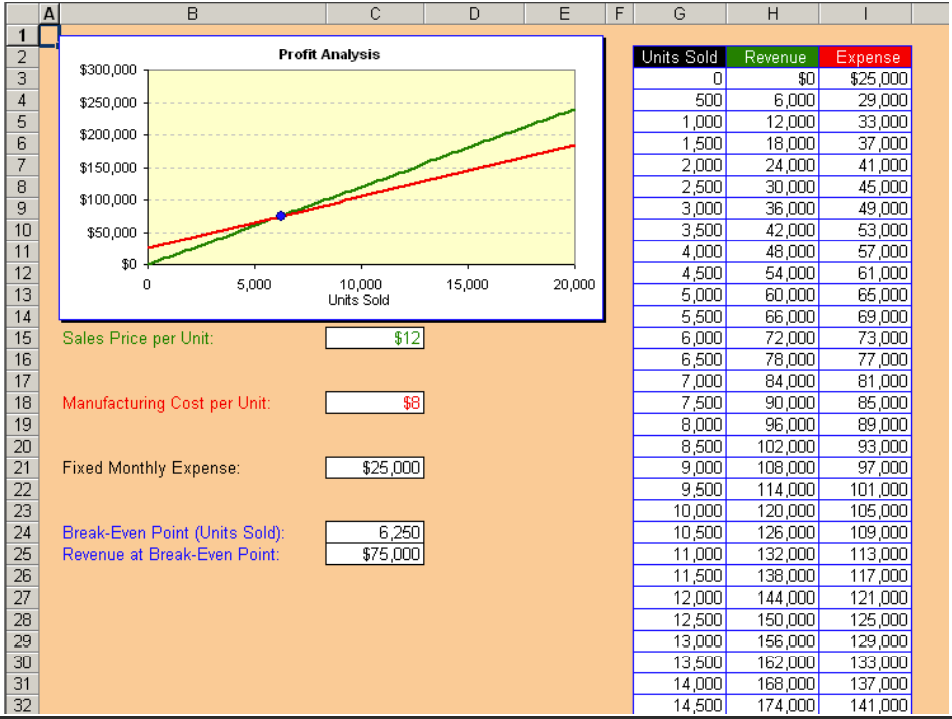 A B C D E F G H I
1
Profit Analysis
$300,000
$250,000
$200,000
$150,000
$100,000
$50,000
$0
0 5,000 10,000 15,000 20,000
Units Sold
2 Units Sold Revenue Expense
3 0 $0 $25,000
4 500 6,000 29,000
5 1,000 12,000 33,000
6 1,500 18,000 37,000
7 2,000 24,000 41,000
8 2,500 30,000 45,000
9 3,000 36,000 49,000
10 3,500 42,000 53,000
11 4,000 48,000 57,000
12 4,500 54,000 61,000
13 5,000 60,000 65,000
14 5,500 66,000 69,000
15 Sales Price per Unit: $12 6,000 72,000 73,000
16 6,500 78,000 77,000
17 7,000 84,000 81,000
18 Manufacturing Cost per Unit: $8 7,500 90,000 85,000
19 8,000 96,000 89,000
20 8,500 102,000 93,000
21 Fixed Monthly Expense: $25,000 9,000 108,000 97,000
22 9,500 114,000 101,000
23 10,000 120,000 105,000
24 Break-Even Point (Units Sold): 6,250 10,500 126,000 109,000
25 Revenue at Break-Even Point: $75,000 11,000 132,000 113,000
26 11,500 138,000 117,000
27 12,000 144,000 121,000
28 12,500 150,000 125,000
29 13,000 156,000 129,000
30 13,500 162,000 133,000
31 14,000 168,000 137,000
32 14,500 174,000 141,000